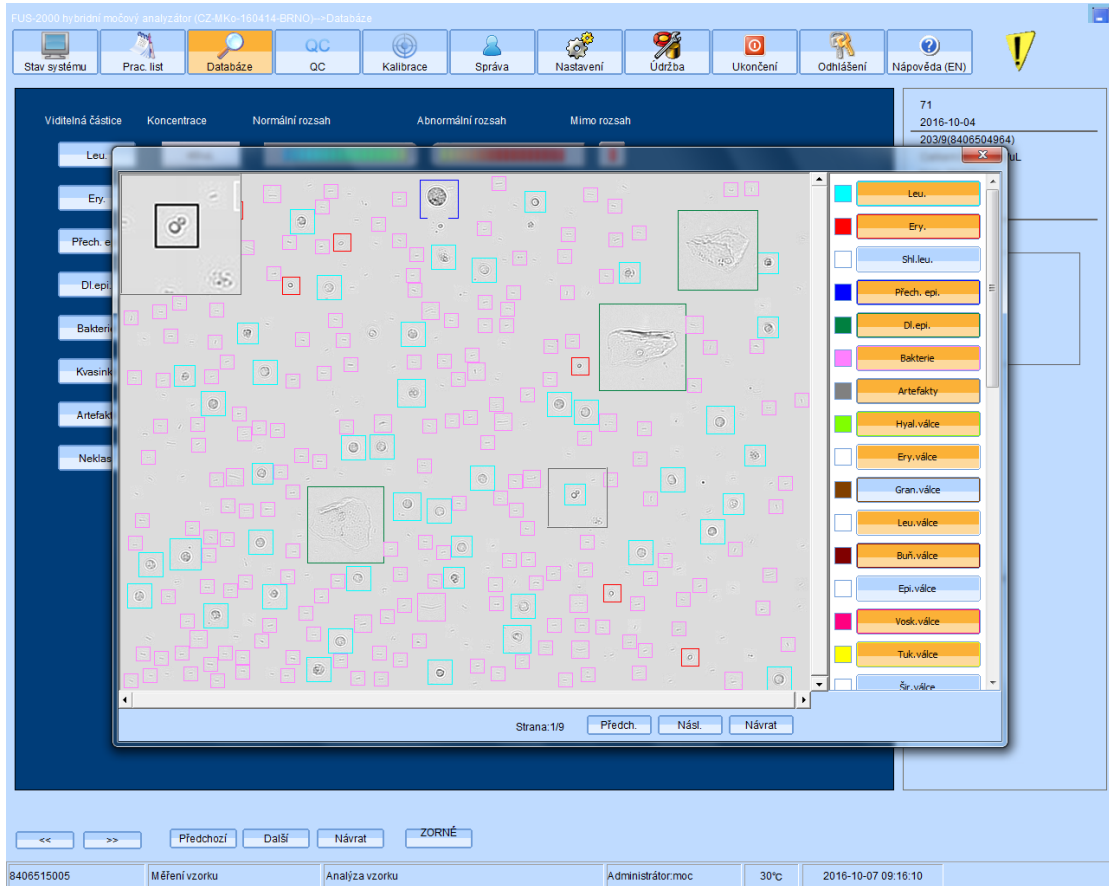 FUS-2000 hybridní močový analyzátor (CZ-MKo-160414-BRNO)-->Databáze
Stav systému
Prac. list
Databáze
QC
QC
Kalibrace
Správa
Nastavení
Údržba
Ukončení
Odhlášení
Nápověda (EN)
71
2016-10-04
203/9(8406504964)
/uL
Viditelná částice
Koncentrace
Normální rozsah
Abnormální rozsah
Mimo rozsah
Leu.
Ery.
Přech. e
Dl.epi.
Bakteri
Kvasink
Artefakt
Neklas
Leu.
Ery.
Shl.leu.
Přech. epi.
Dl.epi.
Bakterie
Artefakty
Hyal.válce
Ery.válce
Gran.válce
Leu.válce
Buň.válce
Epi.válce
Vosk.válce
Tuk.válce
Šir.válce
Strana:1/9
Předch.
Násl.
Návrat
<<
>>
Předchozí
Další
Návrat
ZORNÉ
8406515005
Měření vzorku
Analýza vzorku
Administrátor:moc
30℃
2016-10-07 09:16:10